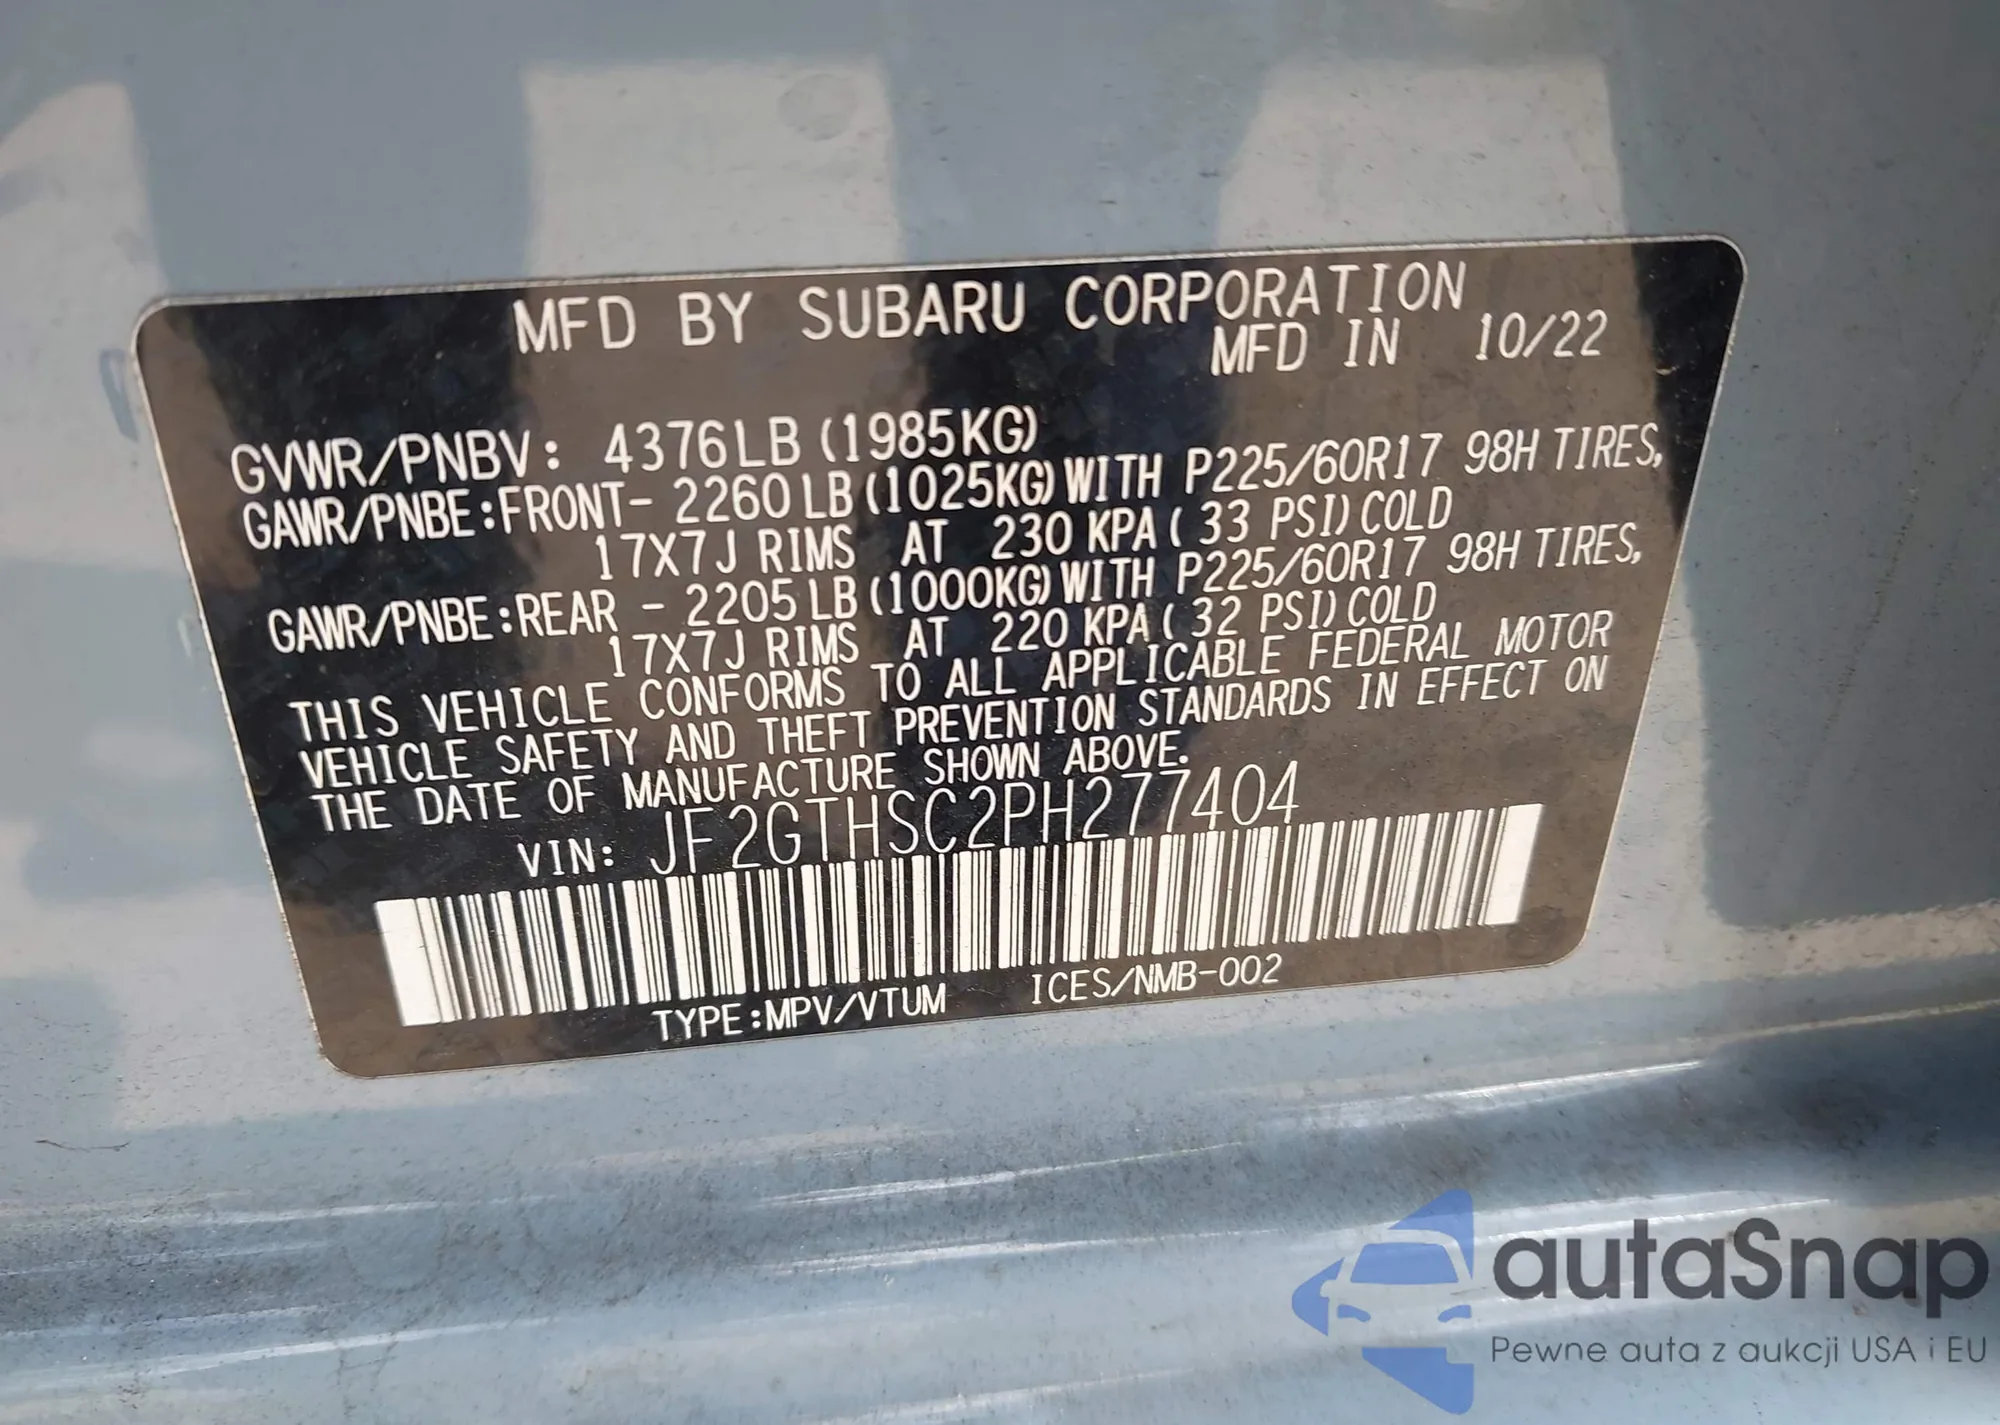 MFD BY SUBARU CORPORATION
MFD IN 10/22
GVWR/PNBV: 4376LB (1985KG)
GAWR/PNBE:FRONT- 2260LB (1025KG) WITH P225/60R17 98H TIRES,
17X7J RIMS AT 230 KPA ( 33 PSI) COLD
GAWR/PNBE:REAR - 2205LB (1000KG) WITH P225/60R17 98H TIRES,
17X7J RIMS AT 220 KPA ( 32 PSI) COLD
THIS VEHICLE CONFORMS TO ALL APPLICABLE FEDERAL MOTOR
VEHICLE SAFETY AND THEFT PREVENTION STANDARDS IN EFFECT ON
THE DATE OF MANUFACTURE SHOWN ABOVE.
VIN: JF2GTHSC2PH277404
TYPE:MPV/VTUM ICES/NMB-002
autaSnap
Pewne auta z aukcji USA i EU